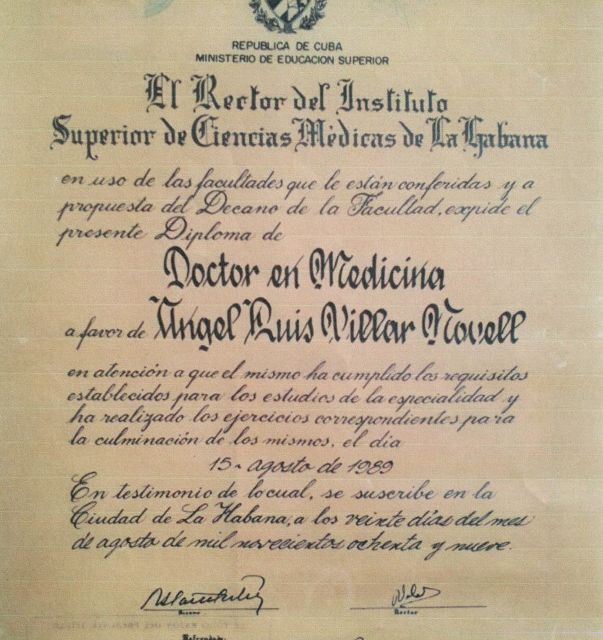 REPUBLICA DE CUBA
MINISTERIO DE EDUCACION SUPERIOR
El Rector del Instituto
Superior de Ciencias Médicas de La Habana
en uso de las facultades que le están conferidas y a
propuesta del Decano de la Facultad, expide el
presente Diploma de
Doctor en Medicina
a favor de Angel Luis Villar Novell
en atención a que el mismo ha cumplido los requisitos
establecidos para los estudios de la especialidad y
ha realizado los ejercicios correspondientes para
la culminación de los mismos, el día
15 - agosto de 1989
En testimonio de lo cual, se suscribe en la
Ciudad de La Habana, a los veinte días del mes
de agosto de mil novecientos ochenta y nueve.
Decano Rector
Refrendado: